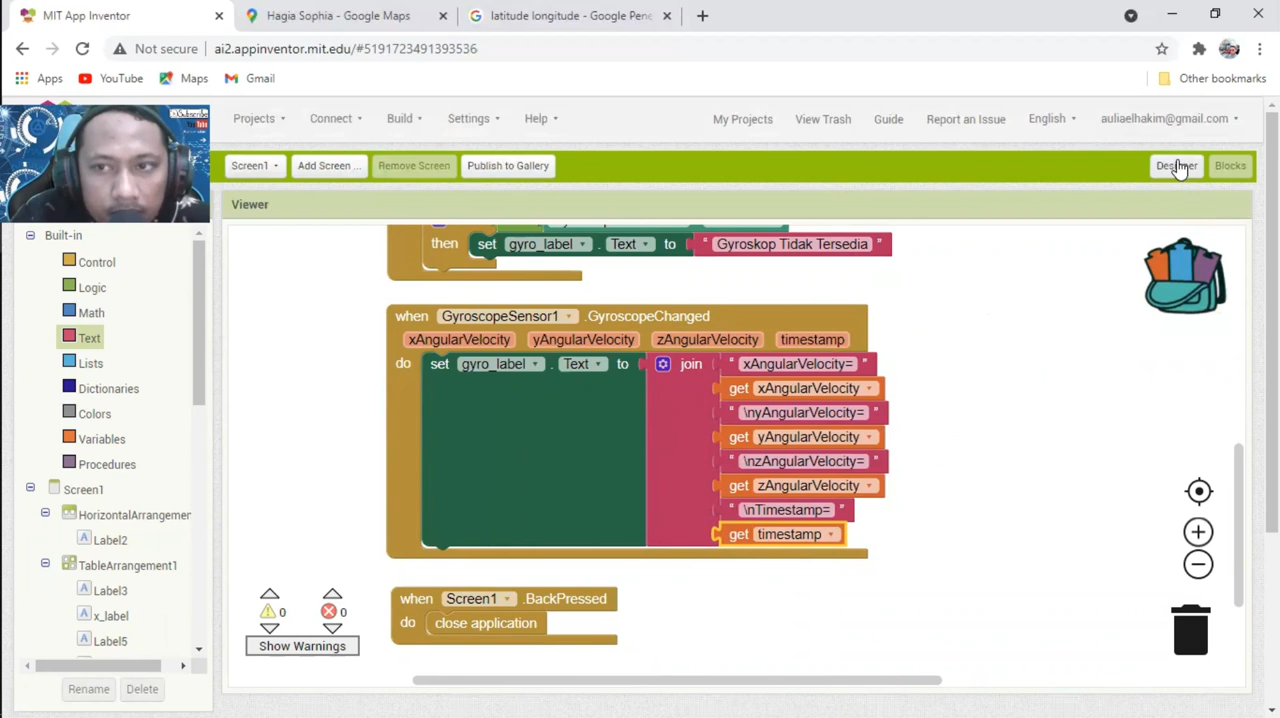 MIT App Inventor
Hagia Sophia - Google Maps
latitude longitude - Google Pene
Not secure ai2.appinventor.mit.edu/#5191723491393536
Apps YouTube Maps Gmail Other bookmarks
Subscribe
Projects Connect Build Settings Help My Projects View Trash Guide Report an Issue English auliaelhakim@gmail.com
Screen1 Add Screen ... Remove Screen Publish to Gallery Designer Blocks
Viewer
Built-in
Control
Logic
Math
Text
Lists
Dictionaries
Colors
Variables
Procedures
Screen1
HorizontalArrangemen
Label2
TableArrangement1
Label3
x_label
Label5
Rename Delete
then set gyro_label . Text to " Gyroskop Tidak Tersedia "
when GyroscopeSensor1 .GyroscopeChanged
xAngularVelocity yAngularVelocity zAngularVelocity timestamp
do set gyro_label . Text to join " xAngularVelocity= "
get xAngularVelocity
" \nyAngularVelocity= "
get yAngularVelocity
" \nzAngularVelocity= "
get zAngularVelocity
" \nTimestamp= "
get timestamp
when Screen1 .BackPressed
do close application
0 0
Show Warnings